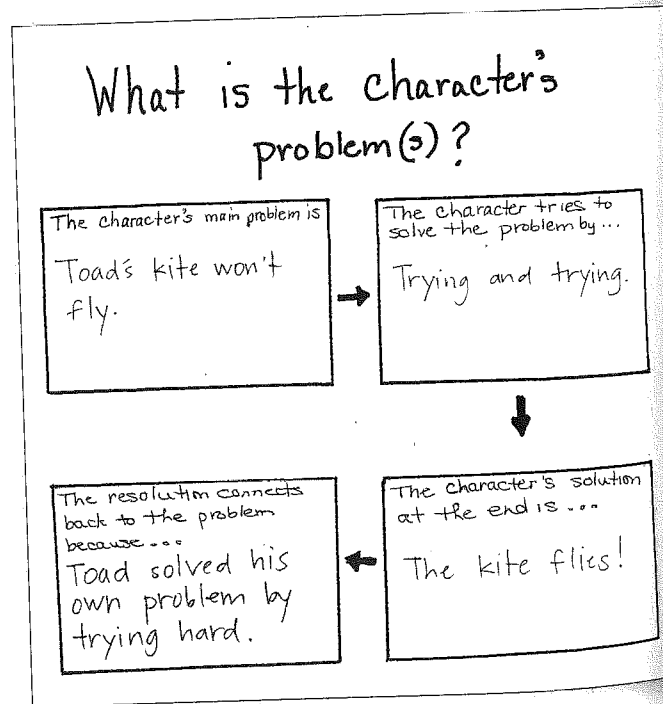 What is the character's
problem(s)?
The character's main problem is
Toad's kite won't
fly.
The character tries to
solve the problem by...
Trying and trying.
The character's solution
at the end is ...
The kite flies!
The resolution connects
back to the problem
because...
Toad solved his
own problem by
trying hard.